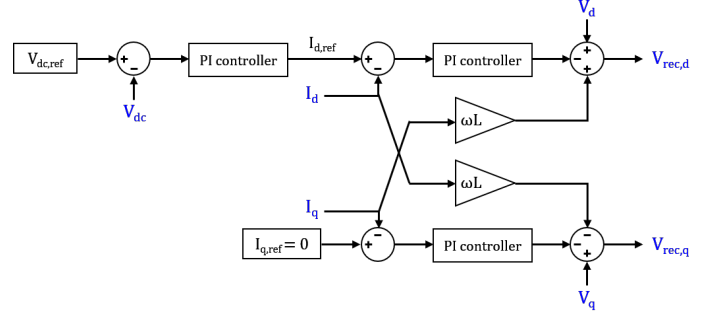 V_d
V_dc,ref
+
−
PI controller
I_d,ref
+
−
PI controller
+
−
+
V_rec,d
V_dc
I_d
ωL
ωL
I_q
−
+
I_q,ref = 0
PI controller
−
−
+
V_rec,q
V_q